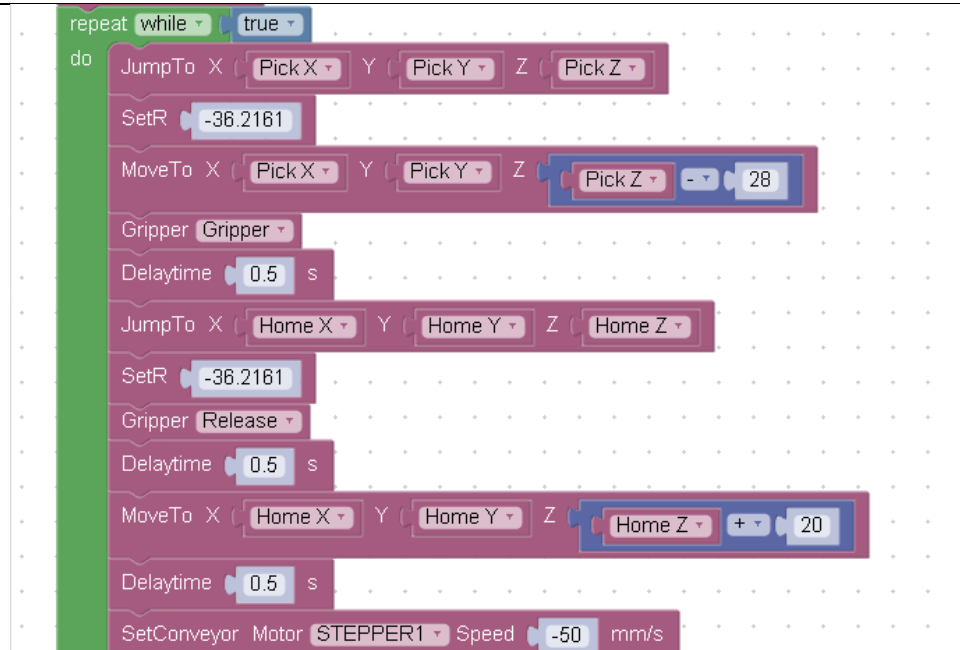 repeat while true
do
JumpTo X Pick X Y Pick Y Z Pick Z
SetR -36.2161
MoveTo X Pick X Y Pick Y Z Pick Z - 28
Gripper Gripper
Delaytime 0.5 s
JumpTo X Home X Y Home Y Z Home Z
SetR -36.2161
Gripper Release
Delaytime 0.5 s
MoveTo X Home X Y Home Y Z Home Z + 20
Delaytime 0.5 s
SetConveyor Motor STEPPER1 Speed -50 mm/s